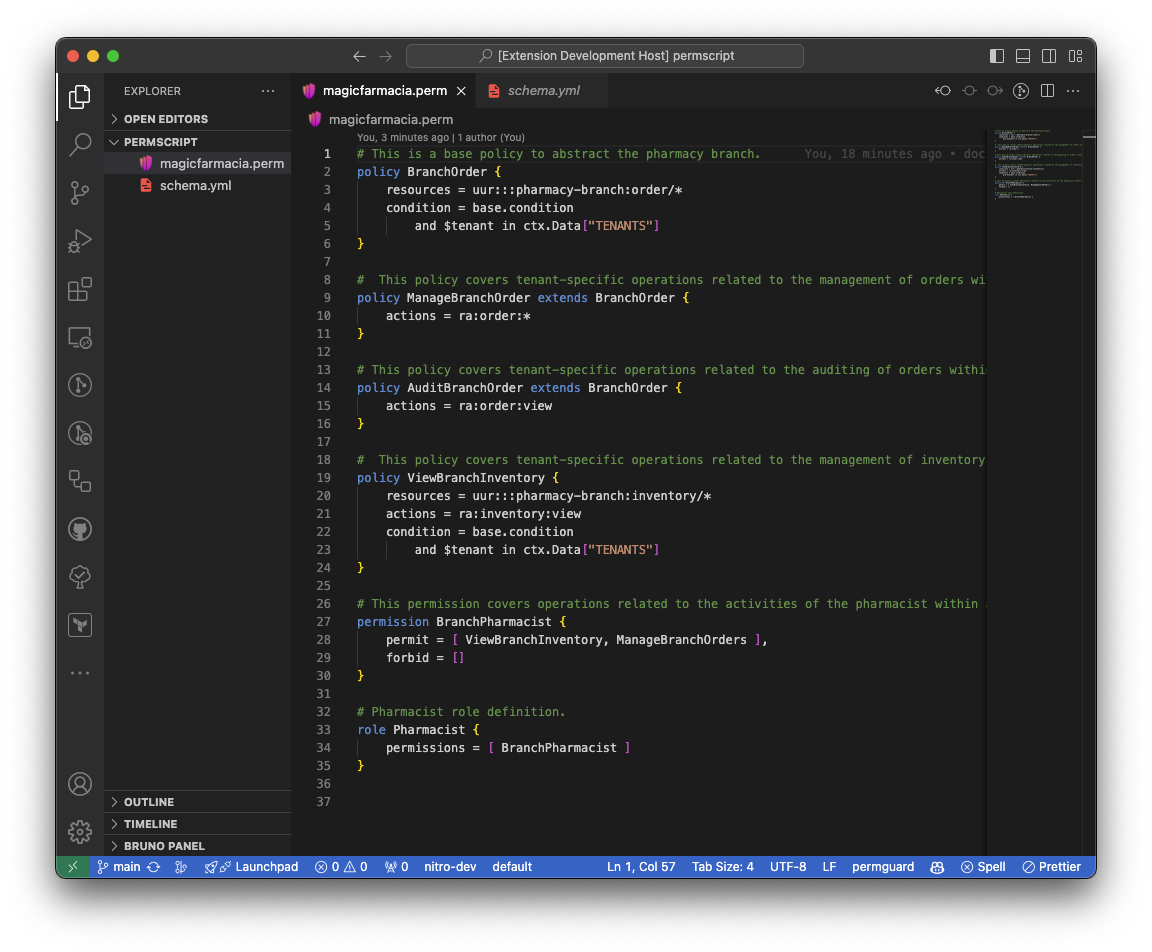 [Extension Development Host] permscript
EXPLORER
OPEN EDITORS
PERMSCRIPT
magicfarmacia.perm
schema.yml
OUTLINE
TIMELINE
BRUNO PANEL
magicfarmacia.perm
schema.yml
magicfarmacia.perm
You, 3 minutes ago | 1 author (You)
1 # This is a base policy to abstract the pharmacy branch. You, 18 minutes ago • doc
2 policy BranchOrder {
3 resources = uur:::pharmacy-branch:order/*
4 condition = base.condition
5 and $tenant in ctx.Data["TENANTS"]
6 }
7
8 #  This policy covers tenant-specific operations related to the management of orders wi
9 policy ManageBranchOrder extends BranchOrder {
10 actions = ra:order:*
11 }
12
13 # This policy covers tenant-specific operations related to the auditing of orders withi
14 policy AuditBranchOrder extends BranchOrder {
15 actions = ra:order:view
16 }
17
18 #  This policy covers tenant-specific operations related to the management of inventory
19 policy ViewBranchInventory {
20 resources = uur:::pharmacy-branch:inventory/*
21 actions = ra:inventory:view
22 condition = base.condition
23 and $tenant in ctx.Data["TENANTS"]
24 }
25
26 # This permission covers operations related to the activities of the pharmacist within
27 permission BranchPharmacist {
28 permit = [ ViewBranchInventory, ManageBranchOrders ],
29 forbid = []
30 }
31
32 # Pharmacist role definition.
33 role Pharmacist {
34 permissions = [ BranchPharmacist ]
35 }
36
37
main Launchpad 0 0 0 nitro-dev default Ln 1, Col 57 Tab Size: 4 UTF-8 LF permguard Spell Prettier